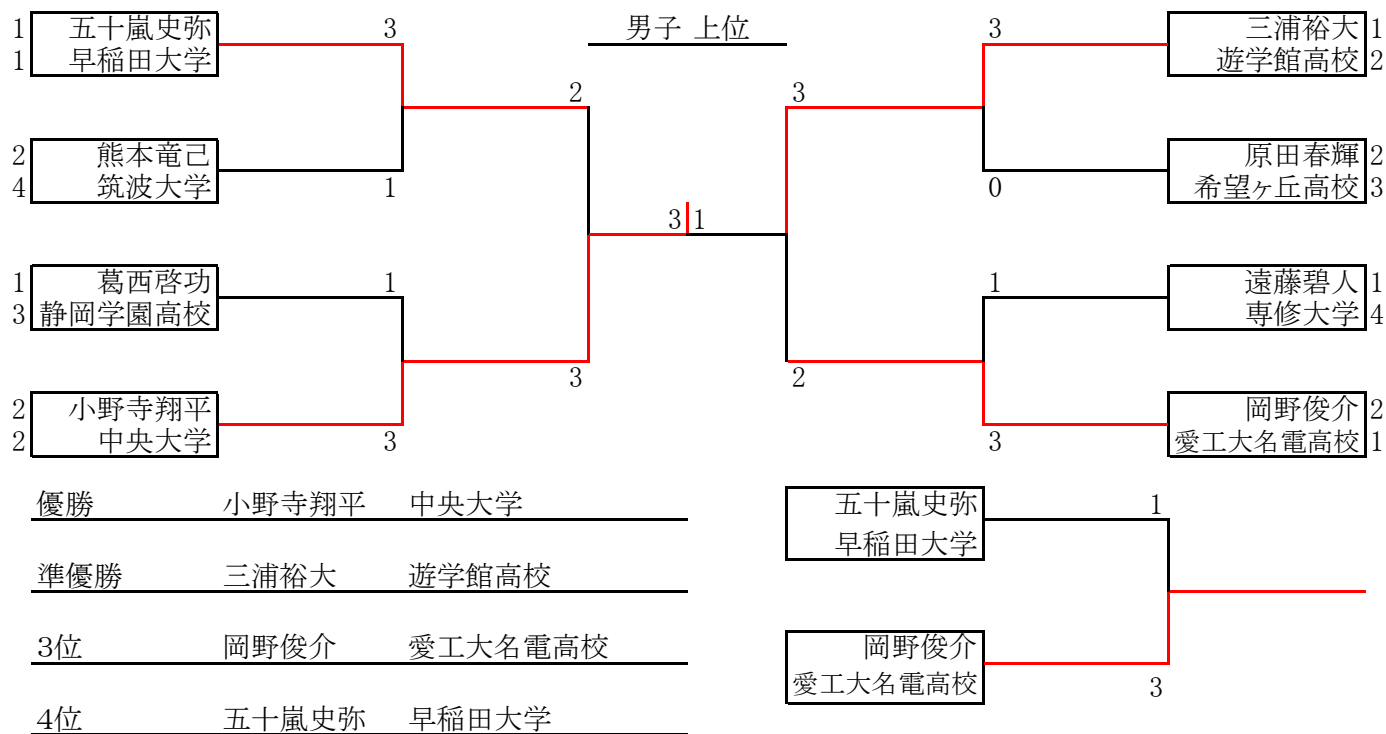 男子 上位
1 五十嵐史弥
1 早稲田大学
3
2 熊本竜己
4 筑波大学
1
2
1 葛西啓功
3 静岡学園高校
1
2 小野寺翔平
2 中央大学
3
3
3 1
3
三浦裕大 1
遊学館高校 2
3
原田春輝 2
希望ヶ丘高校 3
0
遠藤碧人 1
専修大学 4
1
岡野俊介 2
愛工大名電高校 1
3
2
優勝 小野寺翔平 中央大学
準優勝 三浦裕大 遊学館高校
3位 岡野俊介 愛工大名電高校
4位 五十嵐史弥 早稲田大学
五十嵐史弥
早稲田大学
1
岡野俊介
愛工大名電高校
3